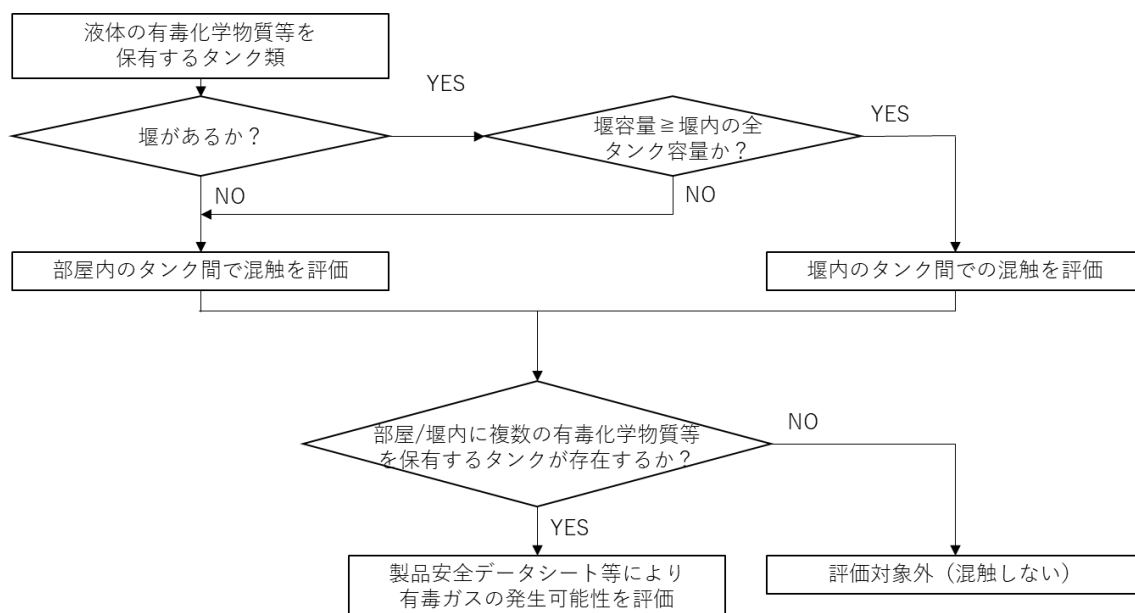 液体の有毒化学物質等を
保有するタンク類
YES
堰があるか？
堰容量≧堰内の全
タンク容量か？
YES
NO
NO
部屋内のタンク間で混触を評価
堰内のタンク間での混触を評価
部屋/堰内に複数の有毒化学物質等
を保有するタンクが存在するか？
NO
YES
製品安全データシート等により
有毒ガスの発生可能性を評価
評価対象外（混触しない）